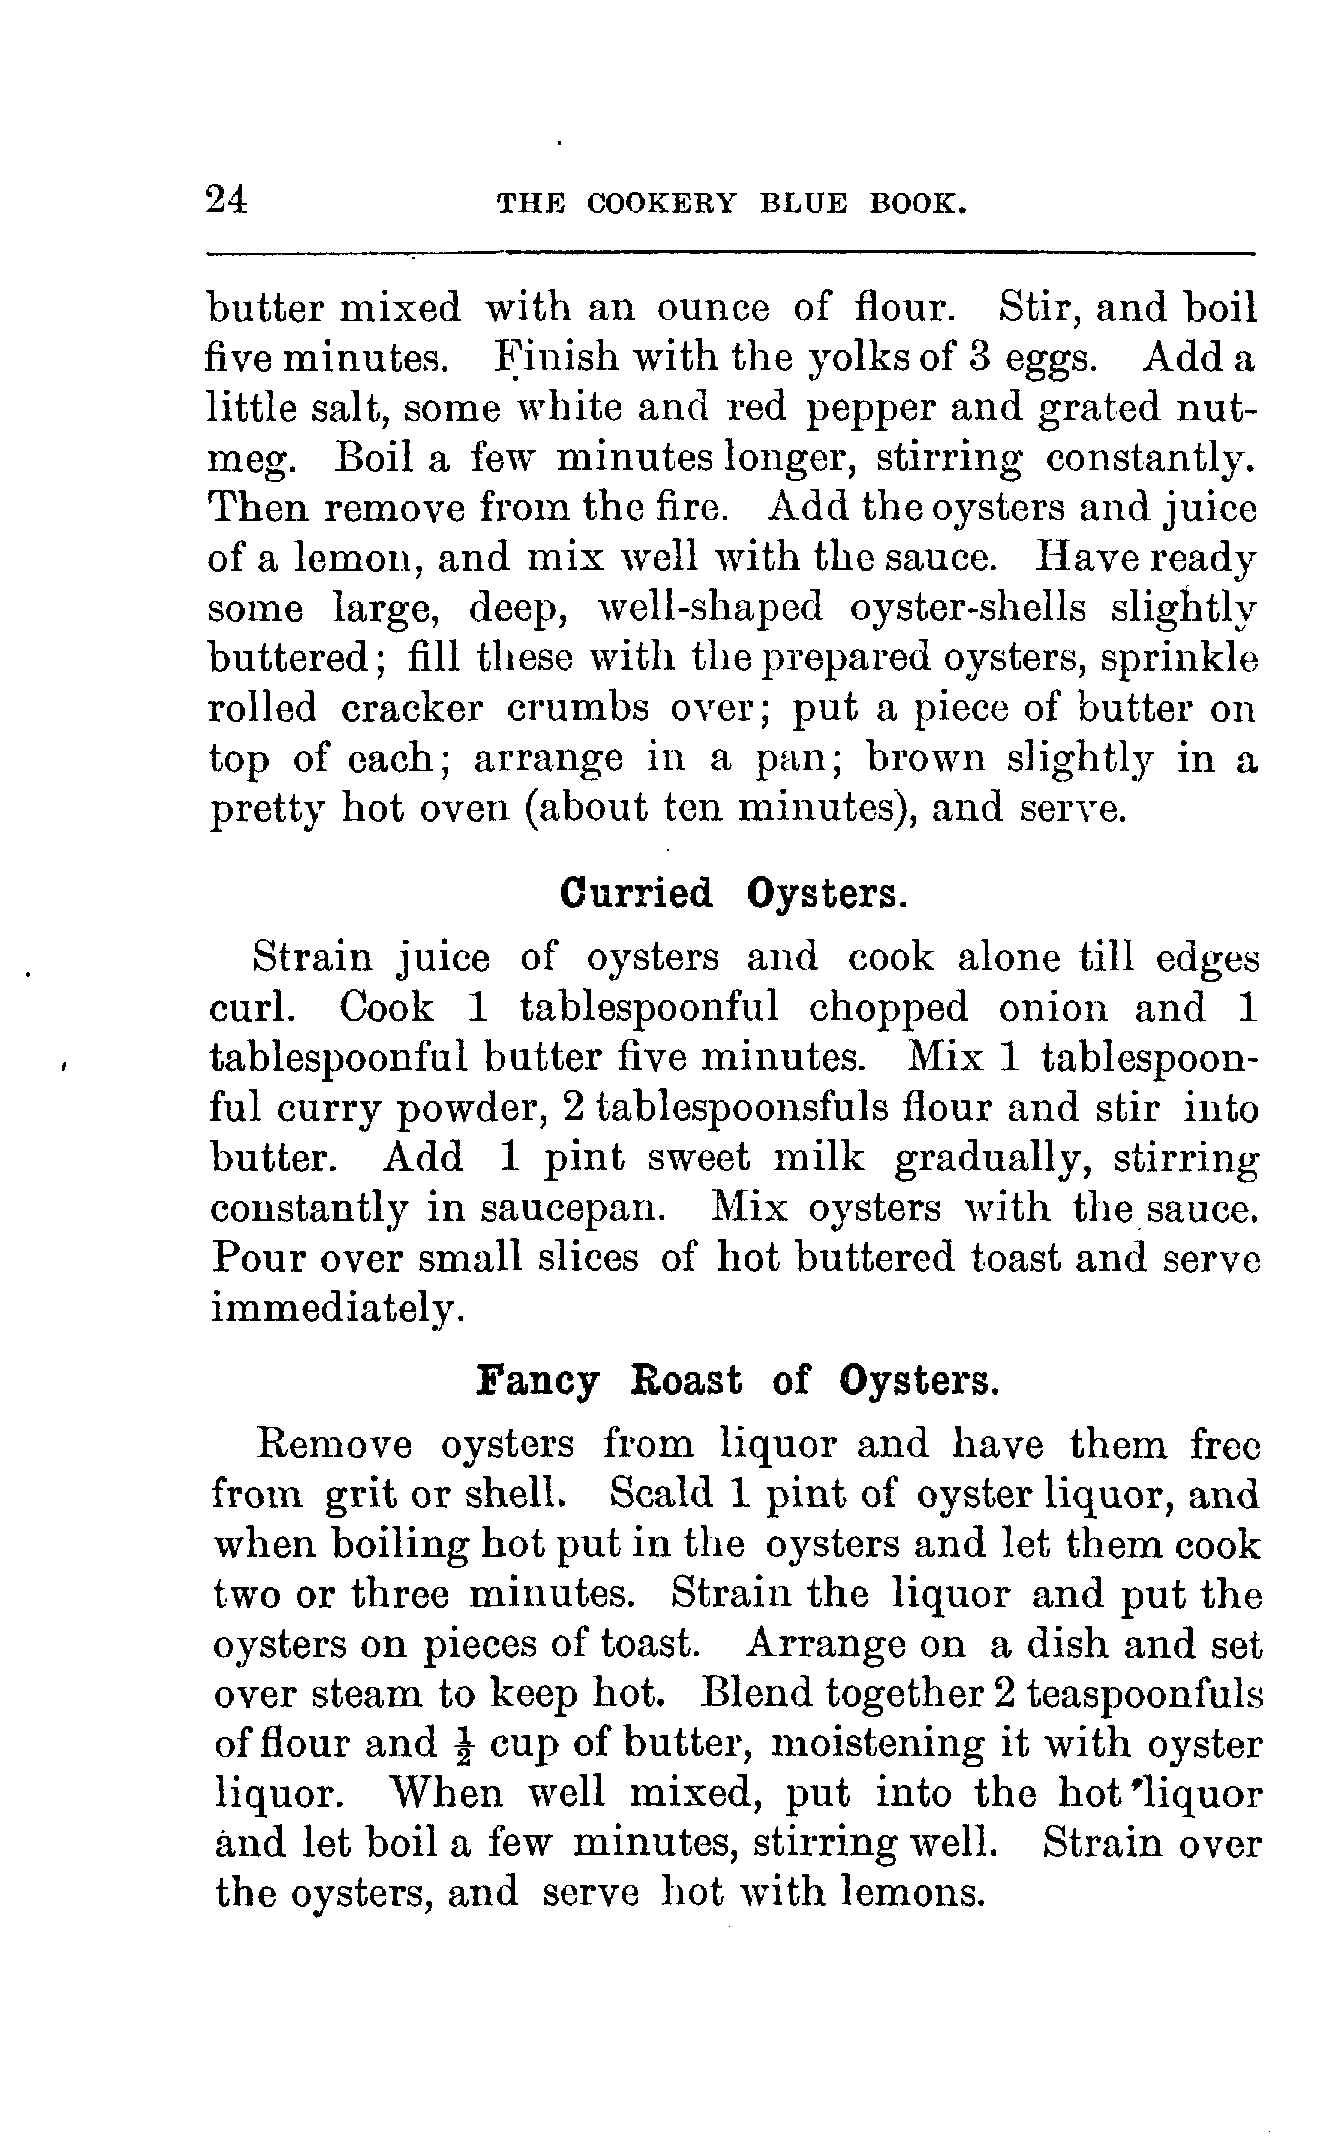 24 THE COOKERY BLUE BOOK.
butter mixed with an ounce of flour. Stir, and boil
five minutes. Finish with the yolks of 3 eggs. Add a
little salt, some white and red pepper and grated nut-
meg. Boil a few minutes longer, stirring constantly.
Then remove from the fire. Add the oysters and juice
of a lemon, and mix well with the sauce. Have ready
some large, deep, well-shaped oyster-shells slightly
buttered; fill these with the prepared oysters, sprinkle
rolled cracker crumbs over; put a piece of butter on
top of each; arrange in a pan; brown slightly in a
pretty hot oven (about ten minutes), and serve.
Curried Oysters.
Strain juice of oysters and cook alone till edges
curl. Cook 1 tablespoonful chopped onion and 1
tablespoonful butter five minutes. Mix 1 tablespoon-
ful curry powder, 2 tablespoonsfuls flour and stir into
butter. Add 1 pint sweet milk gradually, stirring
constantly in saucepan. Mix oysters with the sauce.
Pour over small slices of hot buttered toast and serve
immediately.
Fancy Roast of Oysters.
Remove oysters from liquor and have them free
from grit or shell. Scald 1 pint of oyster liquor, and
when boiling hot put in the oysters and let them cook
two or three minutes. Strain the liquor and put the
oysters on pieces of toast. Arrange on a dish and set
over steam to keep hot. Blend together 2 teaspoonfuls
of flour and ½ cup of butter, moistening it with oyster
liquor. When well mixed, put into the hot liquor
and let boil a few minutes, stirring well. Strain over
the oysters, and serve hot with lemons.